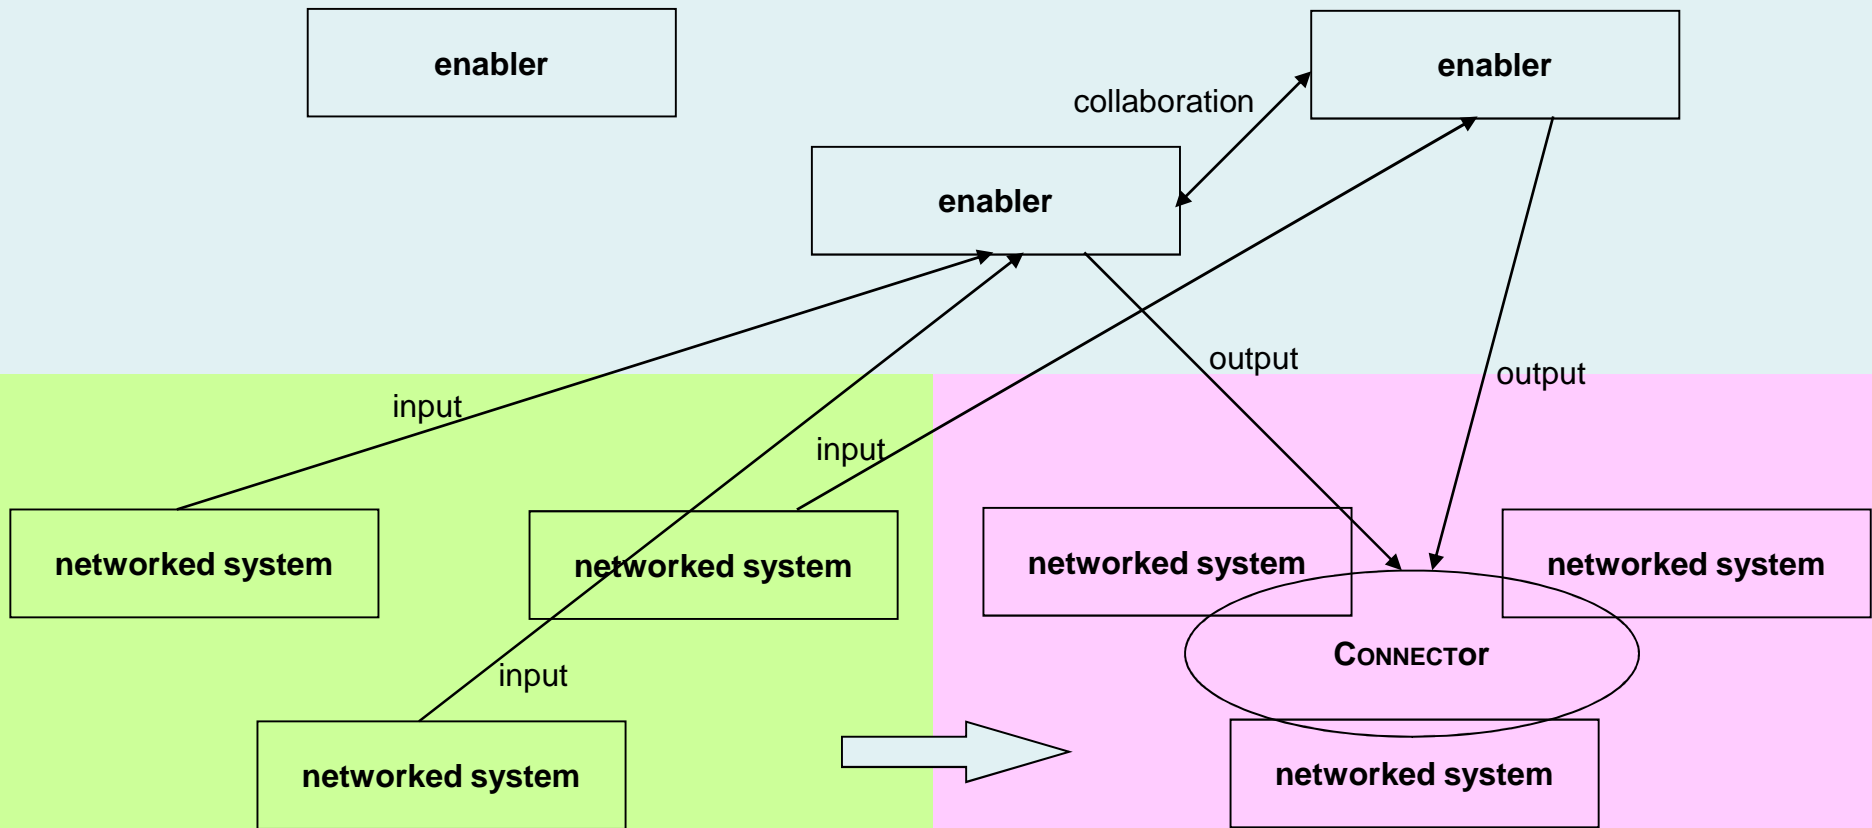 enabler
enabler
collaboration
enabler
output
output
input
input
networked system
networked system
networked system
networked system
CONNECTor
input
networked system
networked system